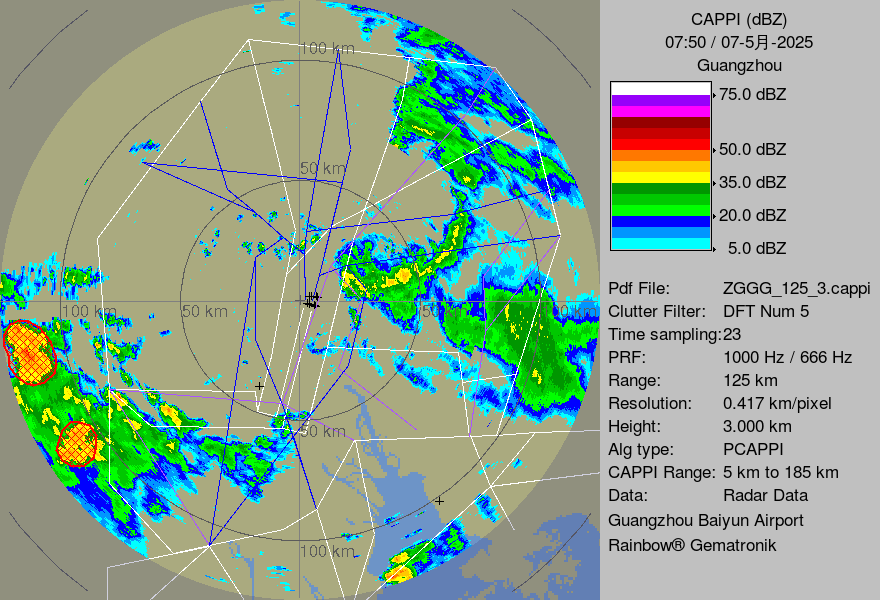 CAPPI (dBZ)
07:50 / 07-5月-2025
Guangzhou
75.0 dBZ
50.0 dBZ
35.0 dBZ
20.0 dBZ
5.0 dBZ
Pdf File: ZGGG_125_3.cappi
Clutter Filter: DFT Num 5
Time sampling:23
PRF: 1000 Hz / 666 Hz
Range: 125 km
Resolution: 0.417 km/pixel
Height: 3.000 km
Alg type: PCAPPI
CAPPI Range: 5 km to 185 km
Data: Radar Data
Guangzhou Baiyun Airport
Rainbow® Gematronik
100 km
50 km
100 km
50 km
50 km
50 km
100 km